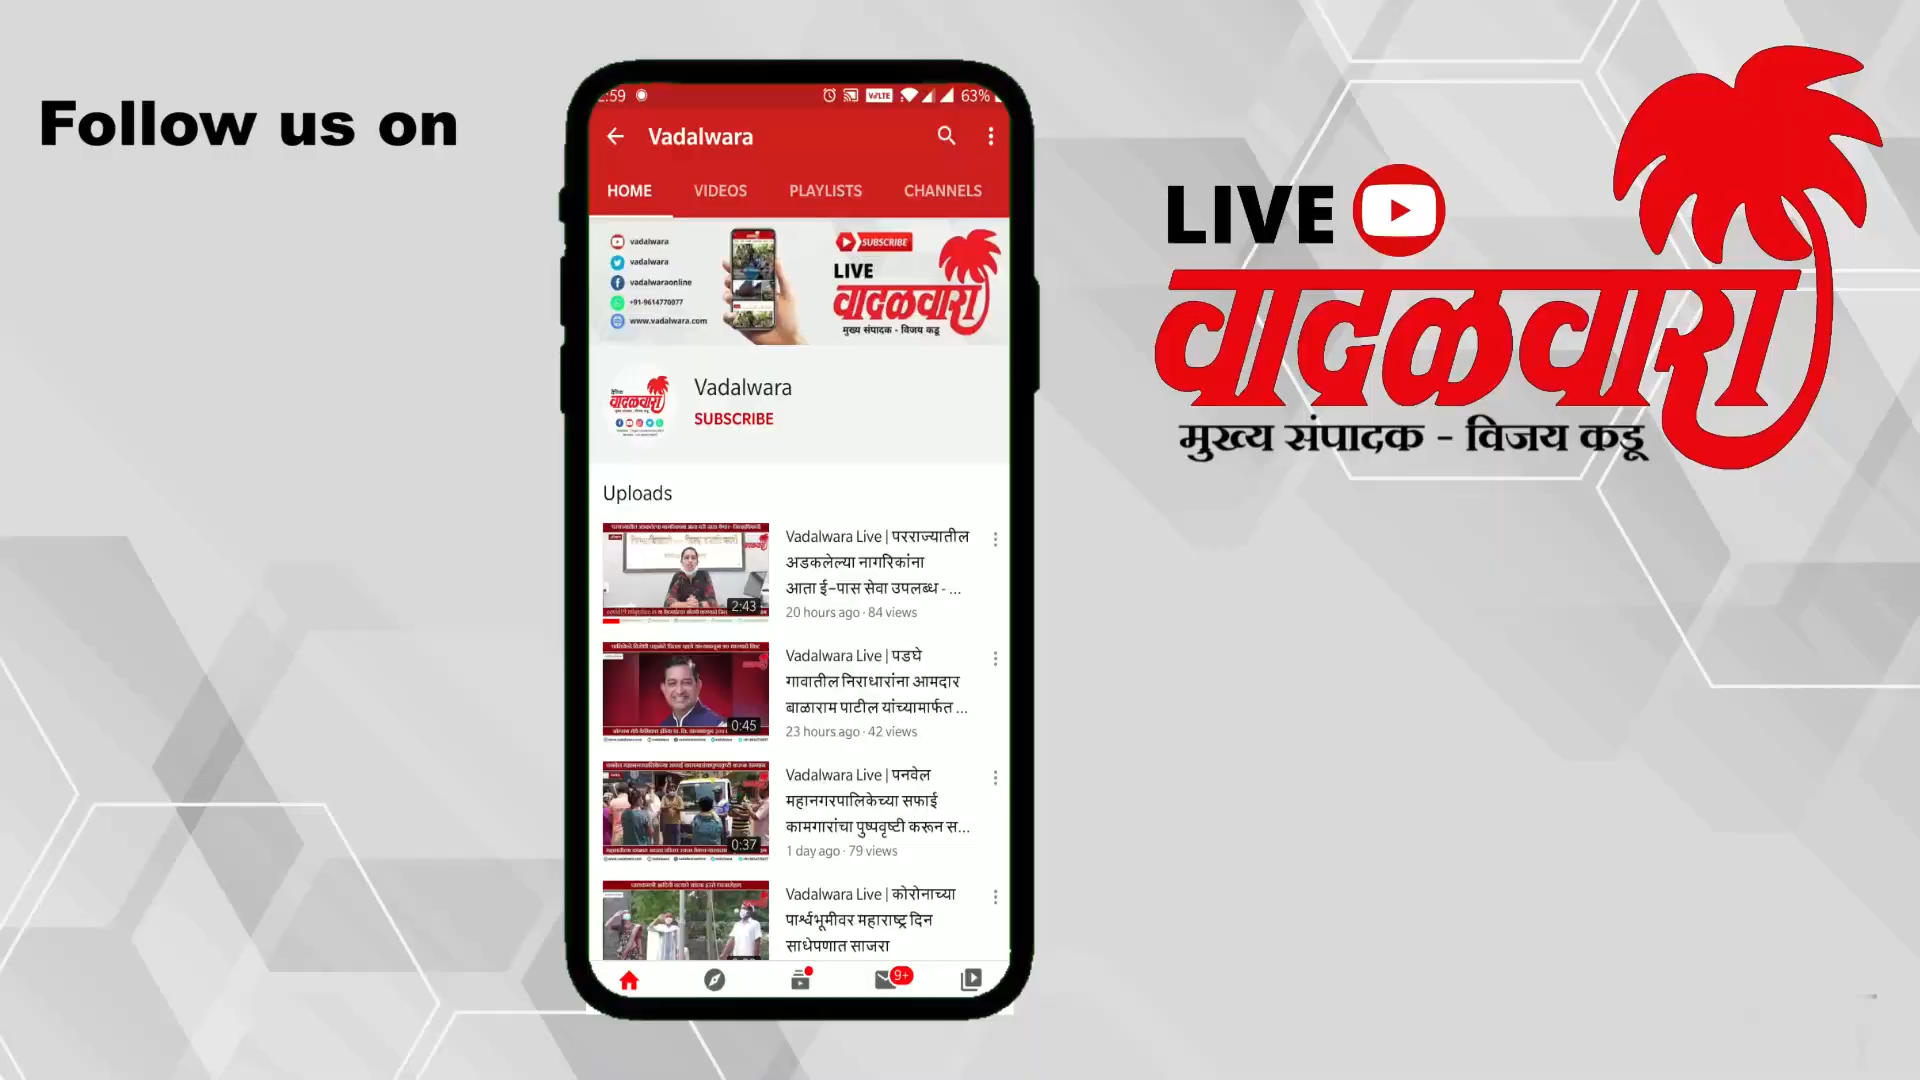 Follow us on
:59
VoLTE
63%
Vadalwara
HOME VIDEOS PLAYLISTS CHANNELS
vadalwara
vadalwara
vadalwaraonline
+91-9614770077
www.vadalwara.com
SUBSCRIBE
LIVE
वादळवारा
मुख्य संपादक - विजय कडू
वादळवारा
Vadalwara
SUBSCRIBE
Uploads
Vadalwara Live | परराज्यातील
अडकलेल्या नागरिकांना
आता ई-पास सेवा उपलब्ध - ...
20 hours ago · 84 views
2:43
Vadalwara Live | पडघे
गावातील निराधारांना आमदार
बाळाराम पाटील यांच्यामार्फत ...
23 hours ago · 42 views
0:45
Vadalwara Live | पनवेल
महानगरपालिकेच्या सफाई
कामगारांचा पुष्पवृष्टी करून स...
1 day ago · 79 views
0:37
Vadalwara Live | कोरोनाच्या
पार्श्वभूमीवर महाराष्ट्र दिन
साधेपणात साजरा
9+
LIVE
वादळवारा
मुख्य संपादक - विजय कडू